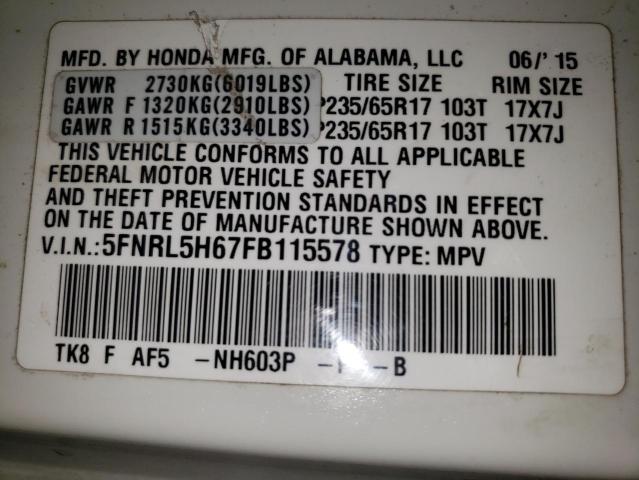 MFD. BY HONDA MFG. OF ALABAMA, LLC 06/' 15
GVWR 2730KG(6019LBS) TIRE SIZE RIM SIZE
GAWR F 1320KG(2910LBS) P235/65R17 103T 17X7J
GAWR R 1515KG(3340LBS) P235/65R17 103T 17X7J
THIS VEHICLE CONFORMS TO ALL APPLICABLE
FEDERAL MOTOR VEHICLE SAFETY
AND THEFT PREVENTION STANDARDS IN EFFECT
ON THE DATE OF MANUFACTURE SHOWN ABOVE.
V.I.N.: 5FNRL5H67FB115578 TYPE: MPV
TK8 F AF5 -NH603P - -B